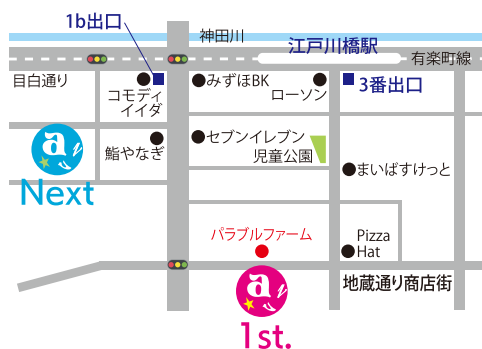 1b出口
神田川
江戸川橋駅
有楽町線
目白通り
コモディ
イイダ
みずほBK
ローソン
3番出口
鮨やなぎ
セブンイレブン
児童公園
まいばすけっと
a
Next
パラブルファーム
Pizza
Hat
地蔵通り商店街
a
1st.